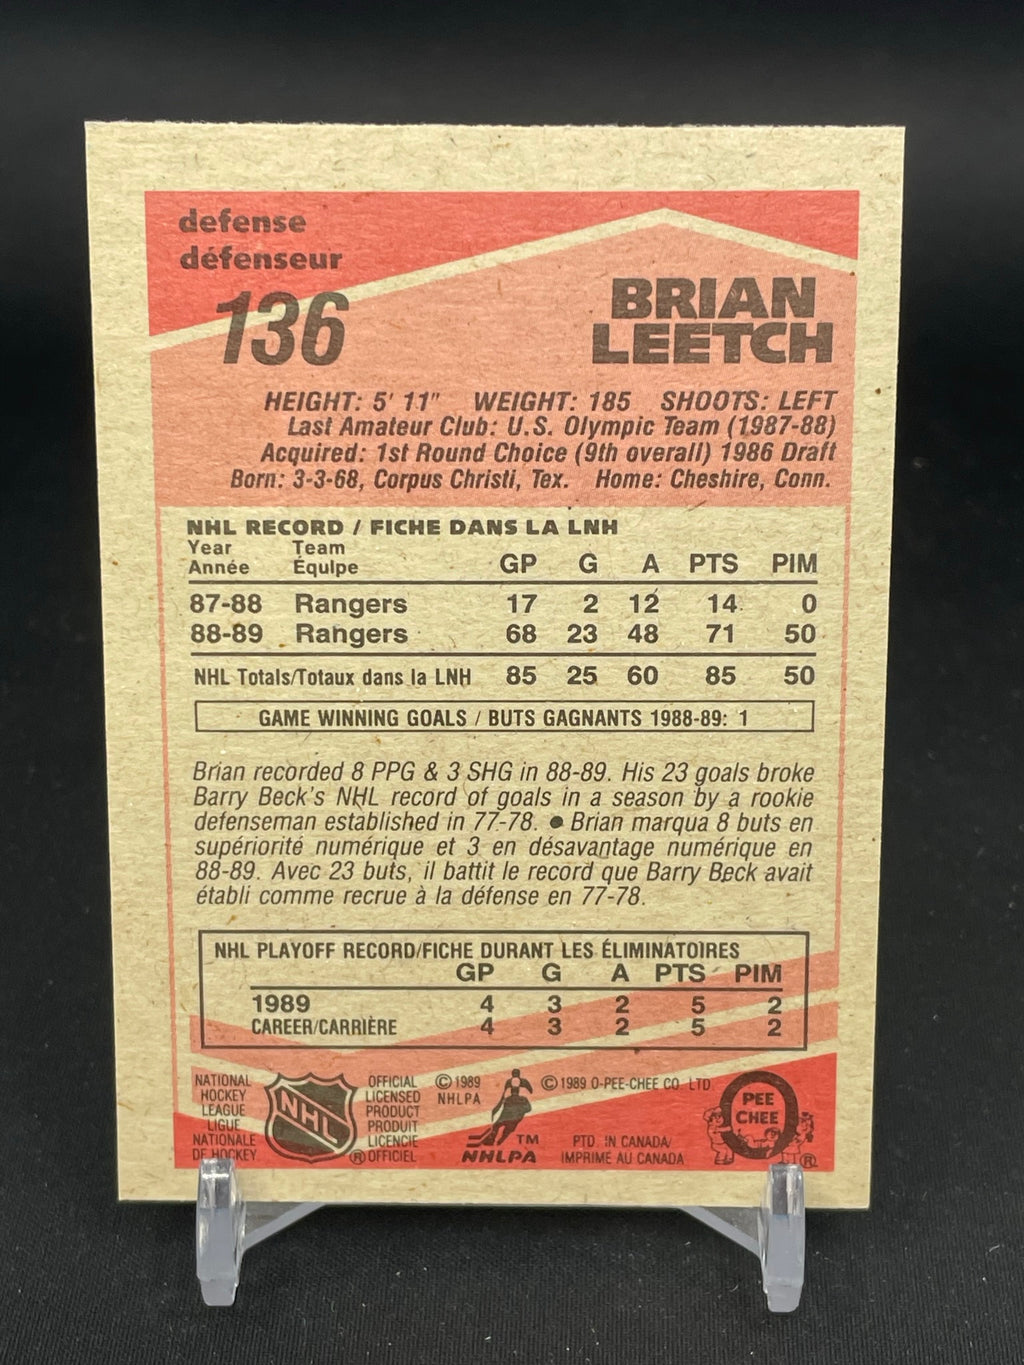 defense
défenseur
136
BRIAN
LEETCH
HEIGHT: 5' 11" WEIGHT: 185 SHOOTS: LEFT
Last Amateur Club: U.S. Olympic Team (1987-88)
Acquired: 1st Round Choice (9th overall) 1986 Draft
Born: 3-3-68, Corpus Christi, Tex. Home: Cheshire, Conn.
NHL RECORD / FICHE DANS LA LNH
Year Team
Année Équipe GP G A PTS PIM
87-88 Rangers 17 2 12 14 0
88-89 Rangers 68 23 48 71 50
NHL Totals/Totaux dans la LNH 85 25 60 85 50
GAME WINNING GOALS / BUTS GAGNANTS 1988-89: 1
Brian recorded 8 PPG & 3 SHG in 88-89. His 23 goals broke
Barry Beck's NHL record of goals in a season by a rookie
defenseman established in 77-78. ● Brian marqua 8 buts en
supériorité numérique et 3 en désavantage numérique en
88-89. Avec 23 buts, il battit le record que Barry Beck avait
établi comme recrue à la défense en 77-78.
NHL PLAYOFF RECORD/FICHE DURANT LES ÉLIMINATOIRES
GP G A PTS PIM
1989 4 3 2 5 2
CAREER/CARRIÈRE 4 3 2 5 2
NATIONAL
HOCKEY
LEAGUE
LIGUE
NATIONALE
DE HOCKEY
NHL
®
OFFICIAL
LICENSED
PRODUCT
PRODUIT
LICENCIE
OFFICIEL
© 1989
NHLPA
TM
NHLPA
© 1989 O-PEE-CHEE CO. LTD.
PTD. IN CANADA/
IMPRIME AU CANADA
PEE
CHEE
®